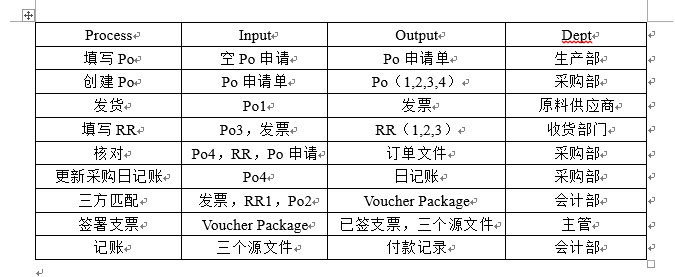 Process Input Output Dept
填写 Po 空 Po 申请 Po 申请单 生产部
创建 Po Po 申请单 Po（1,2,3,4） 采购部
发货 Po1 发票 原料供应商
填写 RR Po3，发票 RR（1,2,3） 收货部门
核对 Po4，RR，Po 申请 订单文件 采购部
更新采购日记账 Po4 日记账 采购部
三方匹配 发票，RR1，Po2 Voucher Package 会计部
签署支票 Voucher Package 已签支票，三个源文件 主管
记账 三个源文件 付款记录 会计部